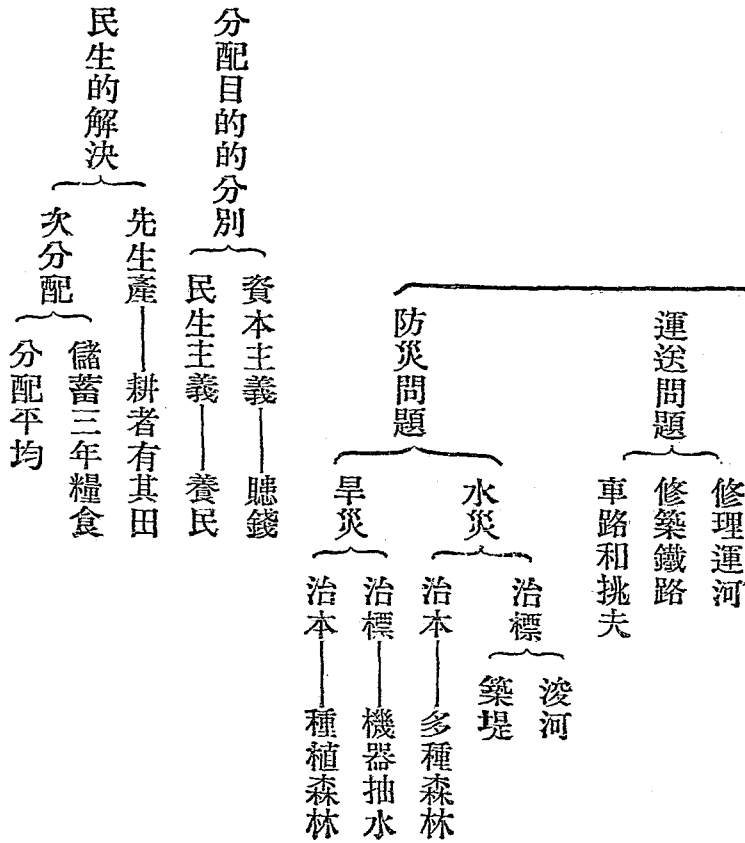 運送問題
修理運河
修築鐵路
車路和挑夫
防災問題
水災
治標
浚河
築堤
治本
多種森林
旱災
治標
機器抽水
治本
種植森林
分配目的的分別
資本主義
賺錢
民生主義
養民
民生的解決
先生產
耕者有其田
次分配
儲蓄三年糧食
分配平均